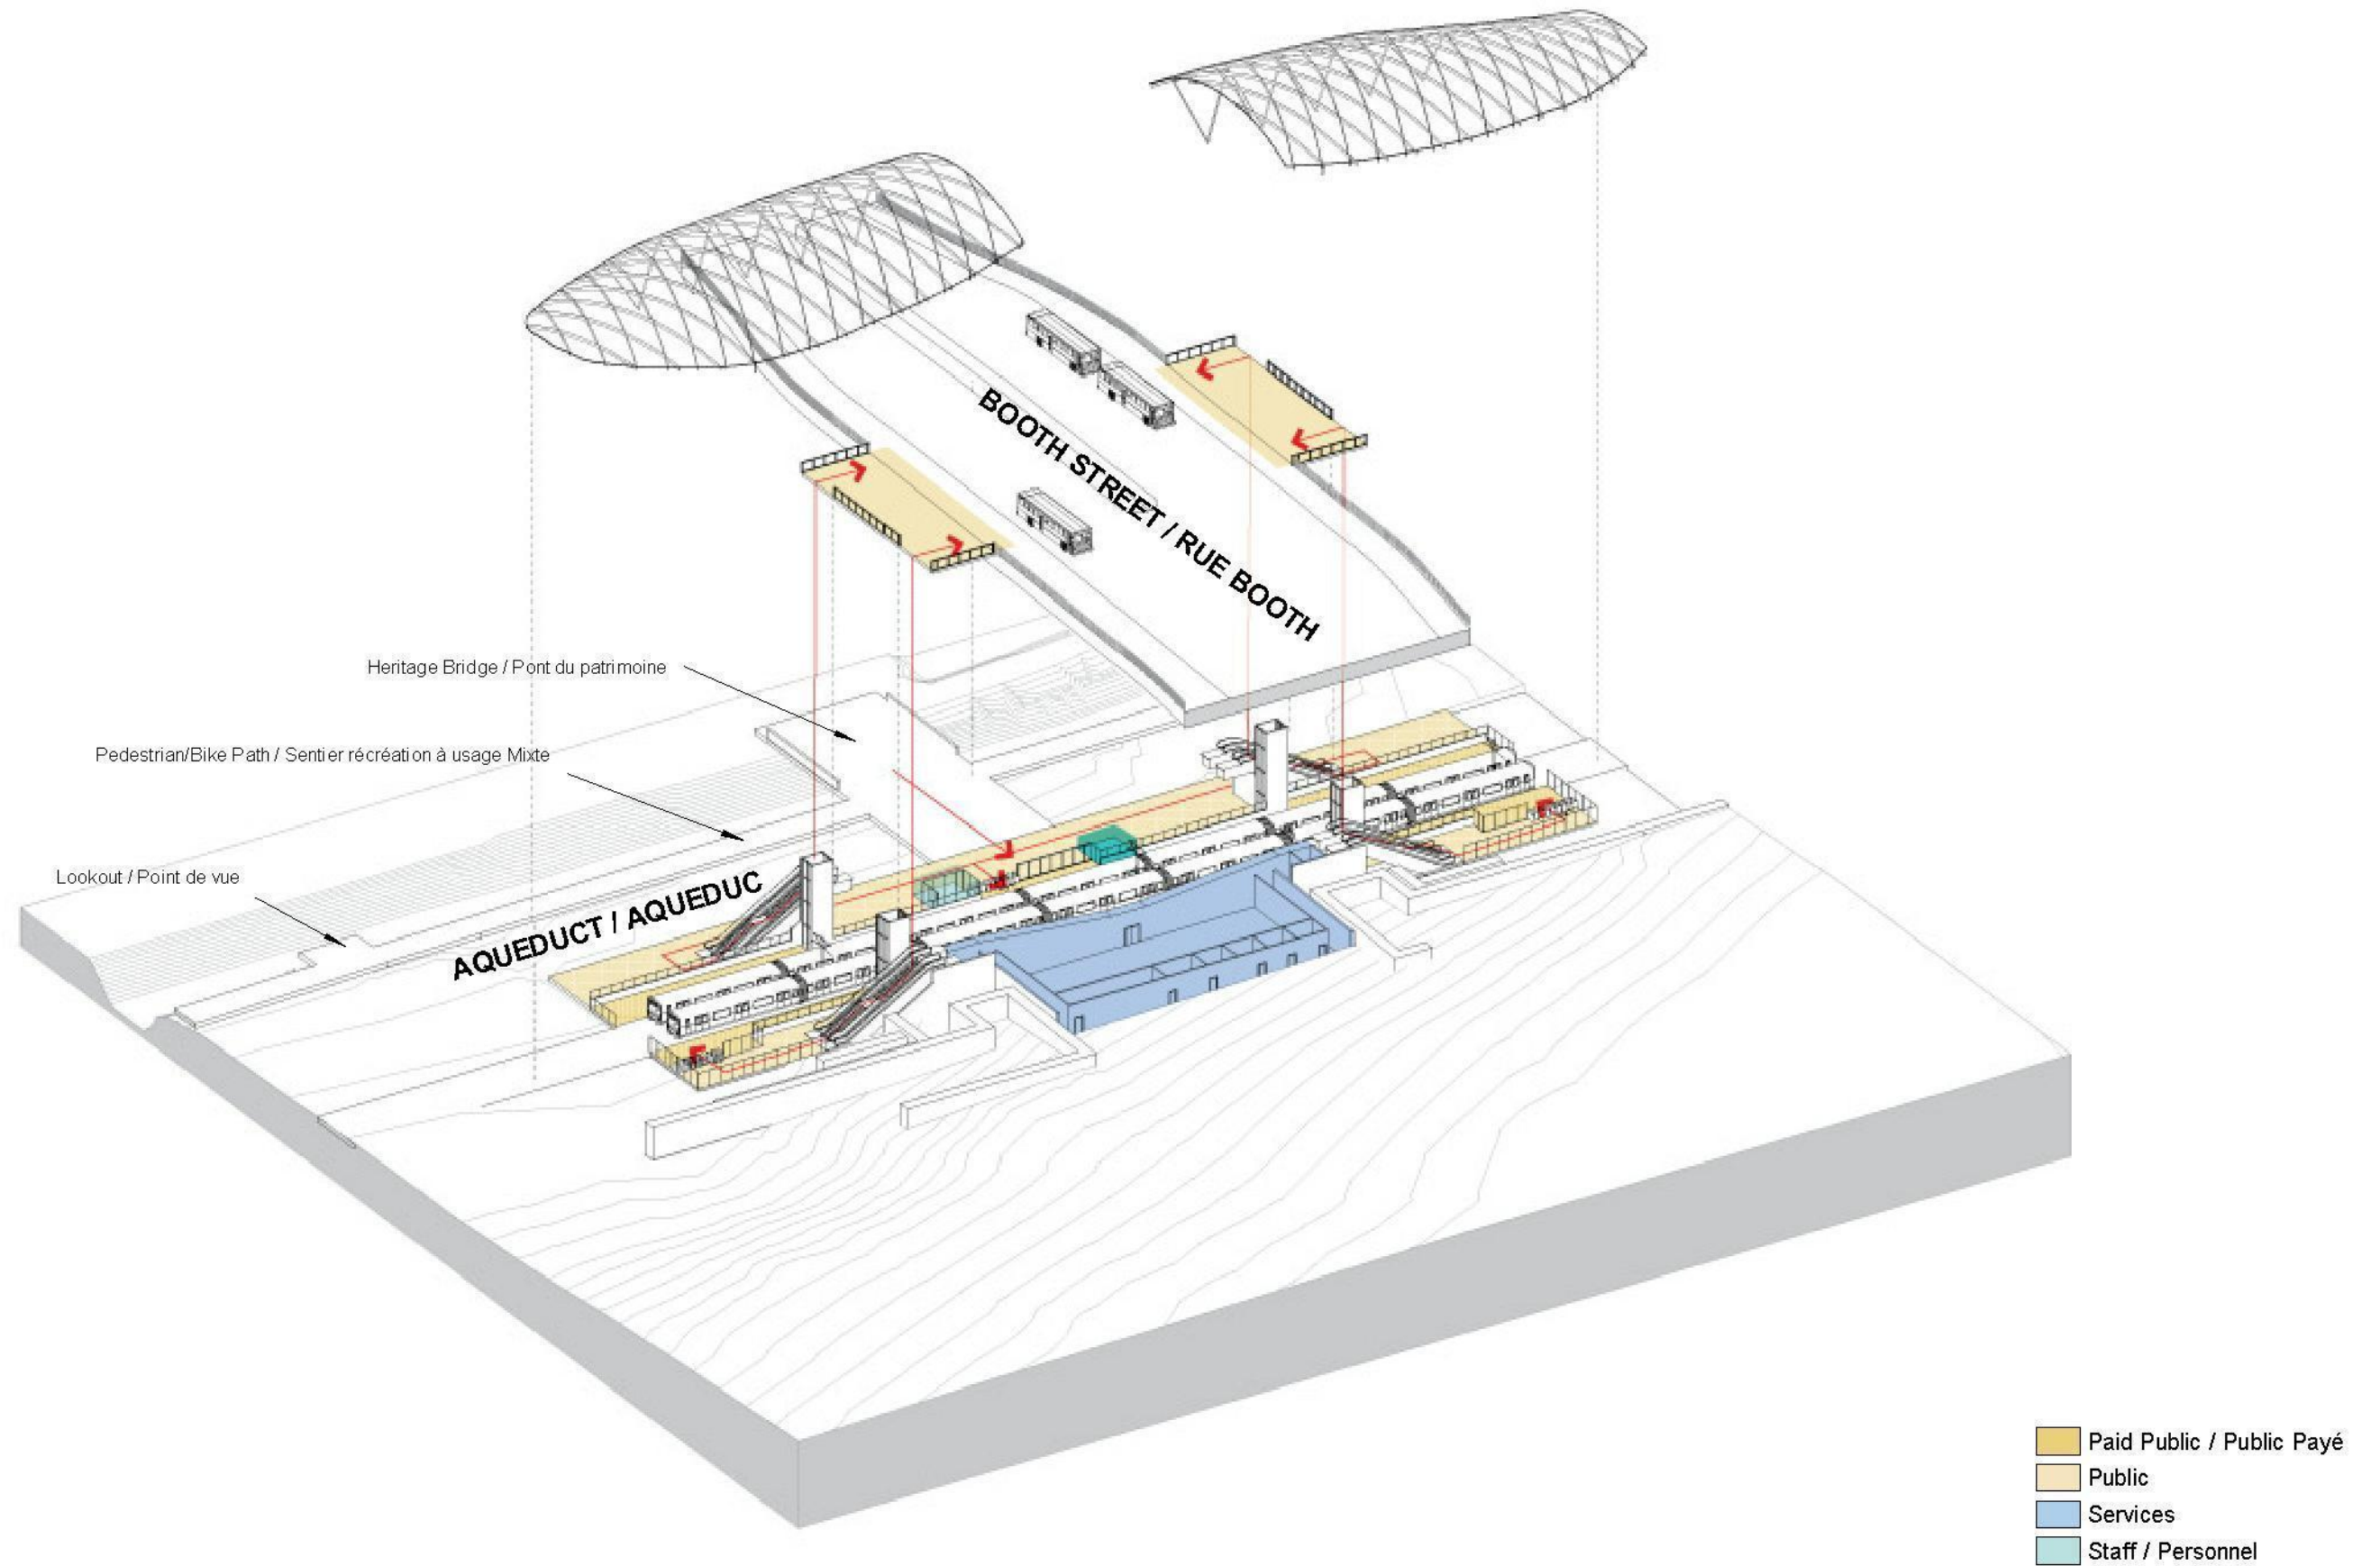 BOOTH STREET / RUE BOOTH
Heritage Bridge / Pont du patrimoine
Pedestrian/Bike Path / Sentier récréation à usage Mixte
Lookout / Point de vue
AQUEDUCT / AQUEDUC
Paid Public / Public Payé
Public
Services
Staff / Personnel